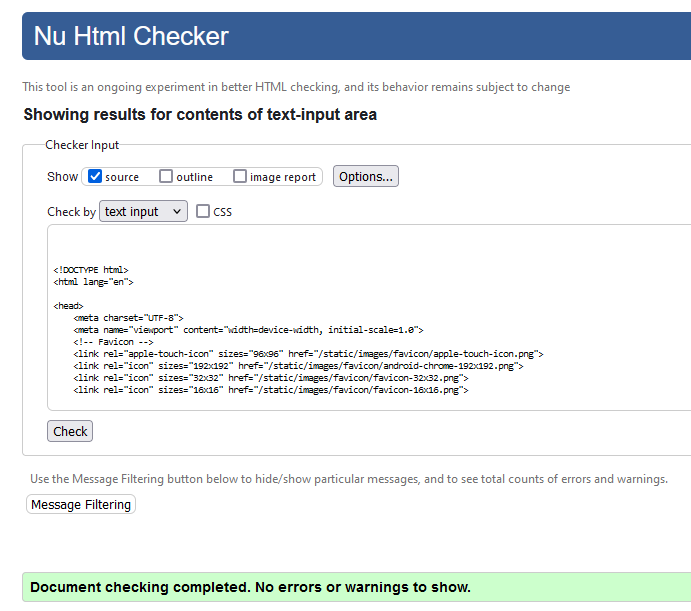 Nu Html Checker
This tool is an ongoing experiment in better HTML checking, and its behavior remains subject to change
Showing results for contents of text-input area
Checker Input
Show source outline image report Options...
Check by text input CSS
<!DOCTYPE html>
<html lang="en">
<head>
<meta charset="UTF-8">
<meta name="viewport" content="width=device-width, initial-scale=1.0">
<!-- Favicon -->
<link rel="apple-touch-icon" sizes="96x96" href="/static/images/favicon/apple-touch-icon.png">
<link rel="icon" sizes="192x192" href="/static/images/favicon/android-chrome-192x192.png">
<link rel="icon" sizes="32x32" href="/static/images/favicon/favicon-32x32.png">
<link rel="icon" sizes="16x16" href="/static/images/favicon/favicon-16x16.png">
Check
Use the Message Filtering button below to hide/show particular messages, and to see total counts of errors and warnings.
Message Filtering
Document checking completed. No errors or warnings to show.